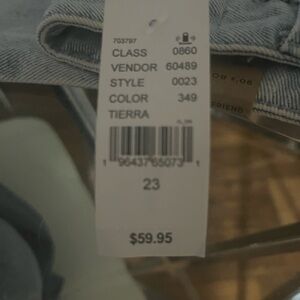 703797
CLASS 0860
VENDOR 60489
STYLE 0023
COLOR 349
TIERRA
1 96437 65073 1
23
$59.95